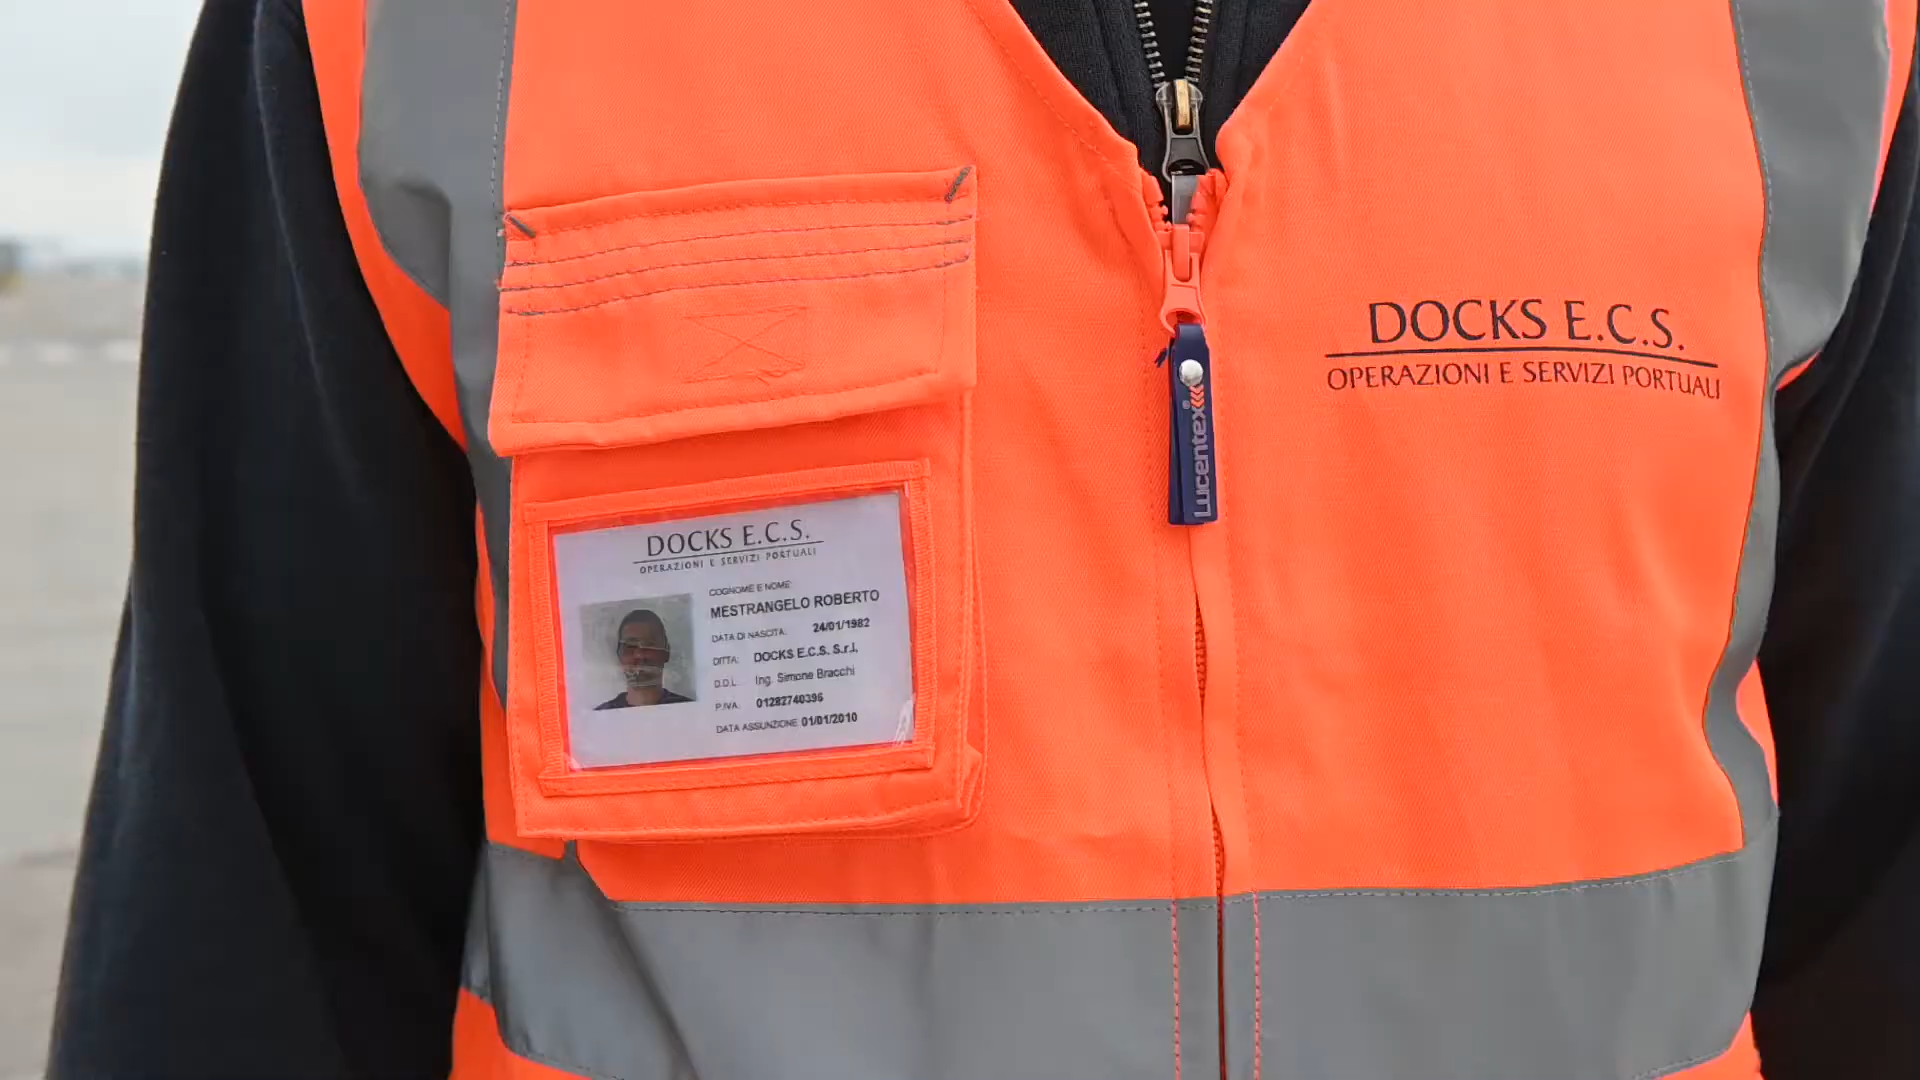 DOCKS E.C.S.
OPERAZIONI E SERVIZI PORTUALI
Lucentex®
DOCKS E.C.S.
OPERAZIONI E SERVIZI PORTUALI
COGNOME E NOME:
MESTRANGELO ROBERTO
DATA DI NASCITA: 24/01/1982
DITTA: DOCKS E.C.S. S.r.l.
D.D.L. Ing. Simone Bracchi
P.IVA: 01282740396
DATA ASSUNZIONE 01/01/2010